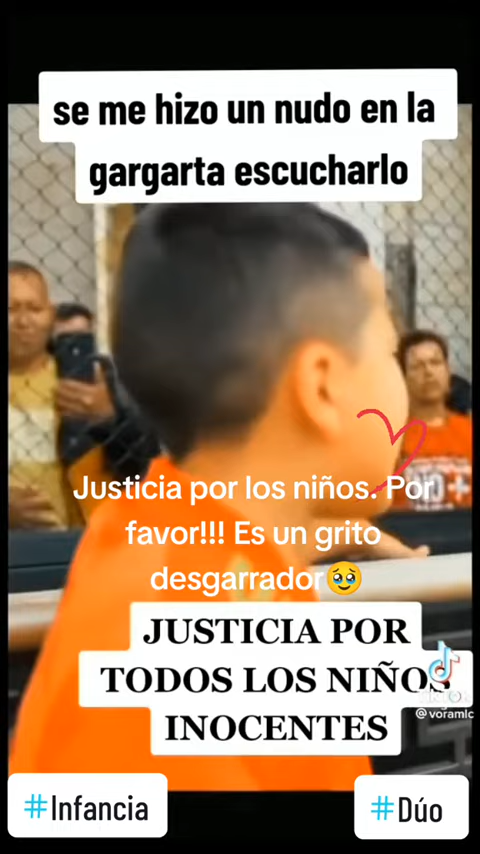 se me hizo un nudo en la
gargarta escucharlo
Justicia por los niños. Por
favor!!! Es un grito
desgarrador🥹
JUSTICIA POR
TODOS LOS NIÑOS
INOCENTES
@voramlc
#Infancia
#Dúo